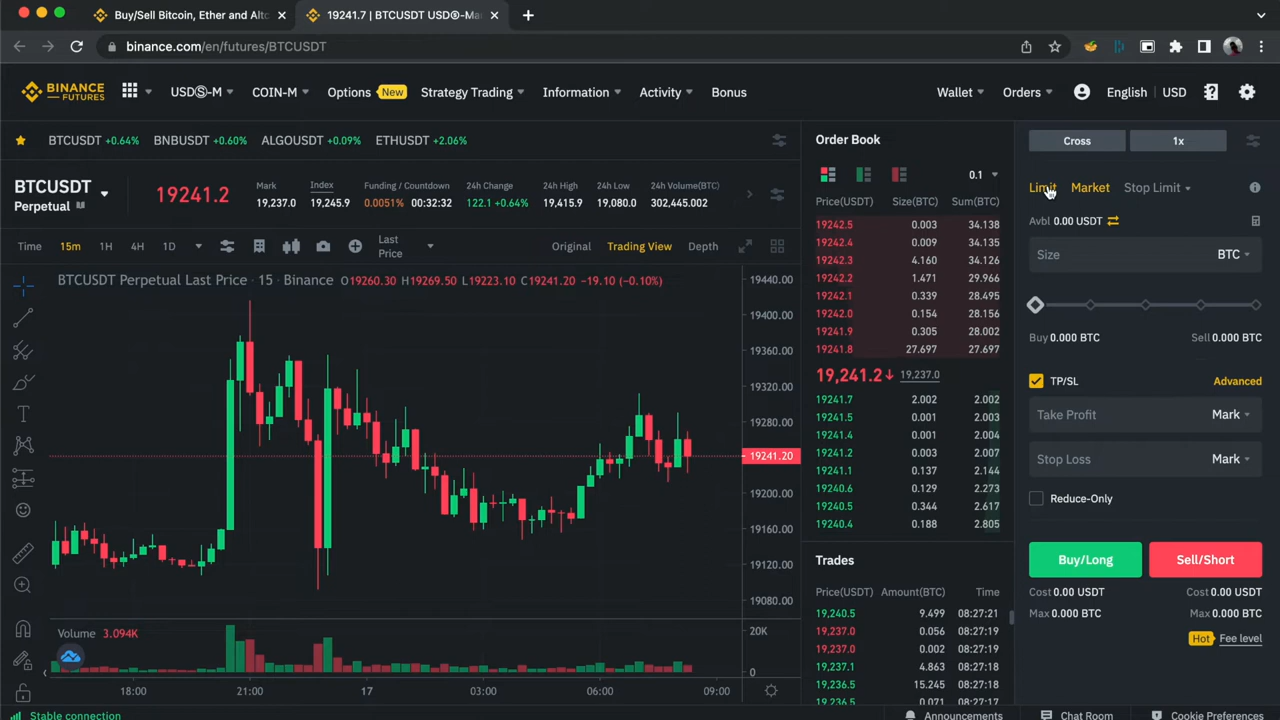 Buy/Sell Bitcoin, Ether and Altc
19241.7 | BTCUSDT USDⓈ-Ma
binance.com/en/futures/BTCUSDT
BINANCE FUTURES USDⓈ-M COIN-M Options New Strategy Trading Information Activity Bonus Wallet Orders English USD
BTCUSDT +0.64% BNBUSDT +0.60% ALGOUSDT +0.09% ETHUSDT +2.06%
BTCUSDT
Perpetual
19241.2
Mark
19,237.0
Index
19,245.9
Funding / Countdown
0.0051% 00:32:32
24h Change
122.1 +0.64%
24h High
19,415.9
24h Low
19,080.0
24h Volume(BTC)
302,445.002
Time 15m 1H 4H 1D Last Price Original Trading View Depth
BTCUSDT Perpetual Last Price · 15 · Binance O19260.30 H19269.50 L19223.10 C19241.20 -19.10 (-0.10%)
19440.00
19400.00
19360.00
19320.00
19280.00
19241.20
19200.00
19160.00
19120.00
19080.00
Volume 3.094K
20K
0
18:00 21:00 17 03:00 06:00 09:00
Order Book
0.1
Price(USDT) Size(BTC) Sum(BTC)
19242.5 0.003 34.138
19242.4 0.009 34.135
19242.3 4.160 34.126
19242.2 1.471 29.966
19242.1 0.339 28.495
19242.0 0.154 28.156
19241.9 0.305 28.002
19241.8 27.697 27.697
19,241.2↓ 19,237.0
19241.7 2.002 2.002
19241.5 0.001 2.003
19241.4 0.001 2.004
19241.2 0.003 2.007
19241.1 0.137 2.144
19240.6 0.129 2.273
19240.5 0.344 2.617
19240.4 0.188 2.805
Trades
Price(USDT) Amount(BTC) Time
19,240.5 9.499 08:27:21
19,237.0 0.056 08:27:19
19,237.0 0.002 08:27:19
19,237.1 4.863 08:27:18
19,236.5 15.245 08:27:18
19,236.5 0.071 08:27:17
Cross 1x
Limit Market Stop Limit
Avbl 0.00 USDT
Size BTC
Buy 0.000 BTC Sell 0.000 BTC
TP/SL Advanced
Take Profit Mark
Stop Loss Mark
Reduce-Only
Buy/Long Sell/Short
Cost 0.00 USDT Cost 0.00 USDT
Max 0.000 BTC Max 0.000 BTC
Hot Fee level
Stable connection Announcements Chat Room Cookie Preferences